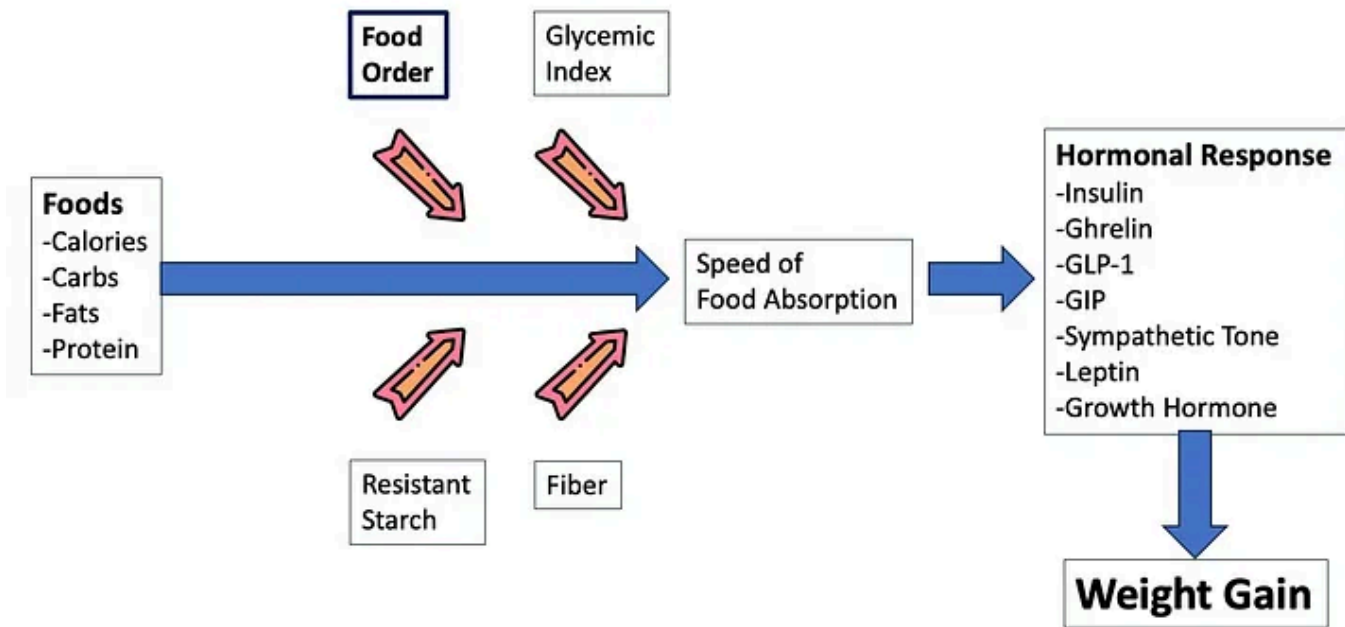 Food
Order
Glycemic
Index
Foods
-Calories
-Carbs
-Fats
-Protein
Resistant
Starch
Fiber
Speed of
Food Absorption
Hormonal Response
-Insulin
-Ghrelin
-GLP-1
-GIP
-Sympathetic Tone
-Leptin
-Growth Hormone
Weight Gain